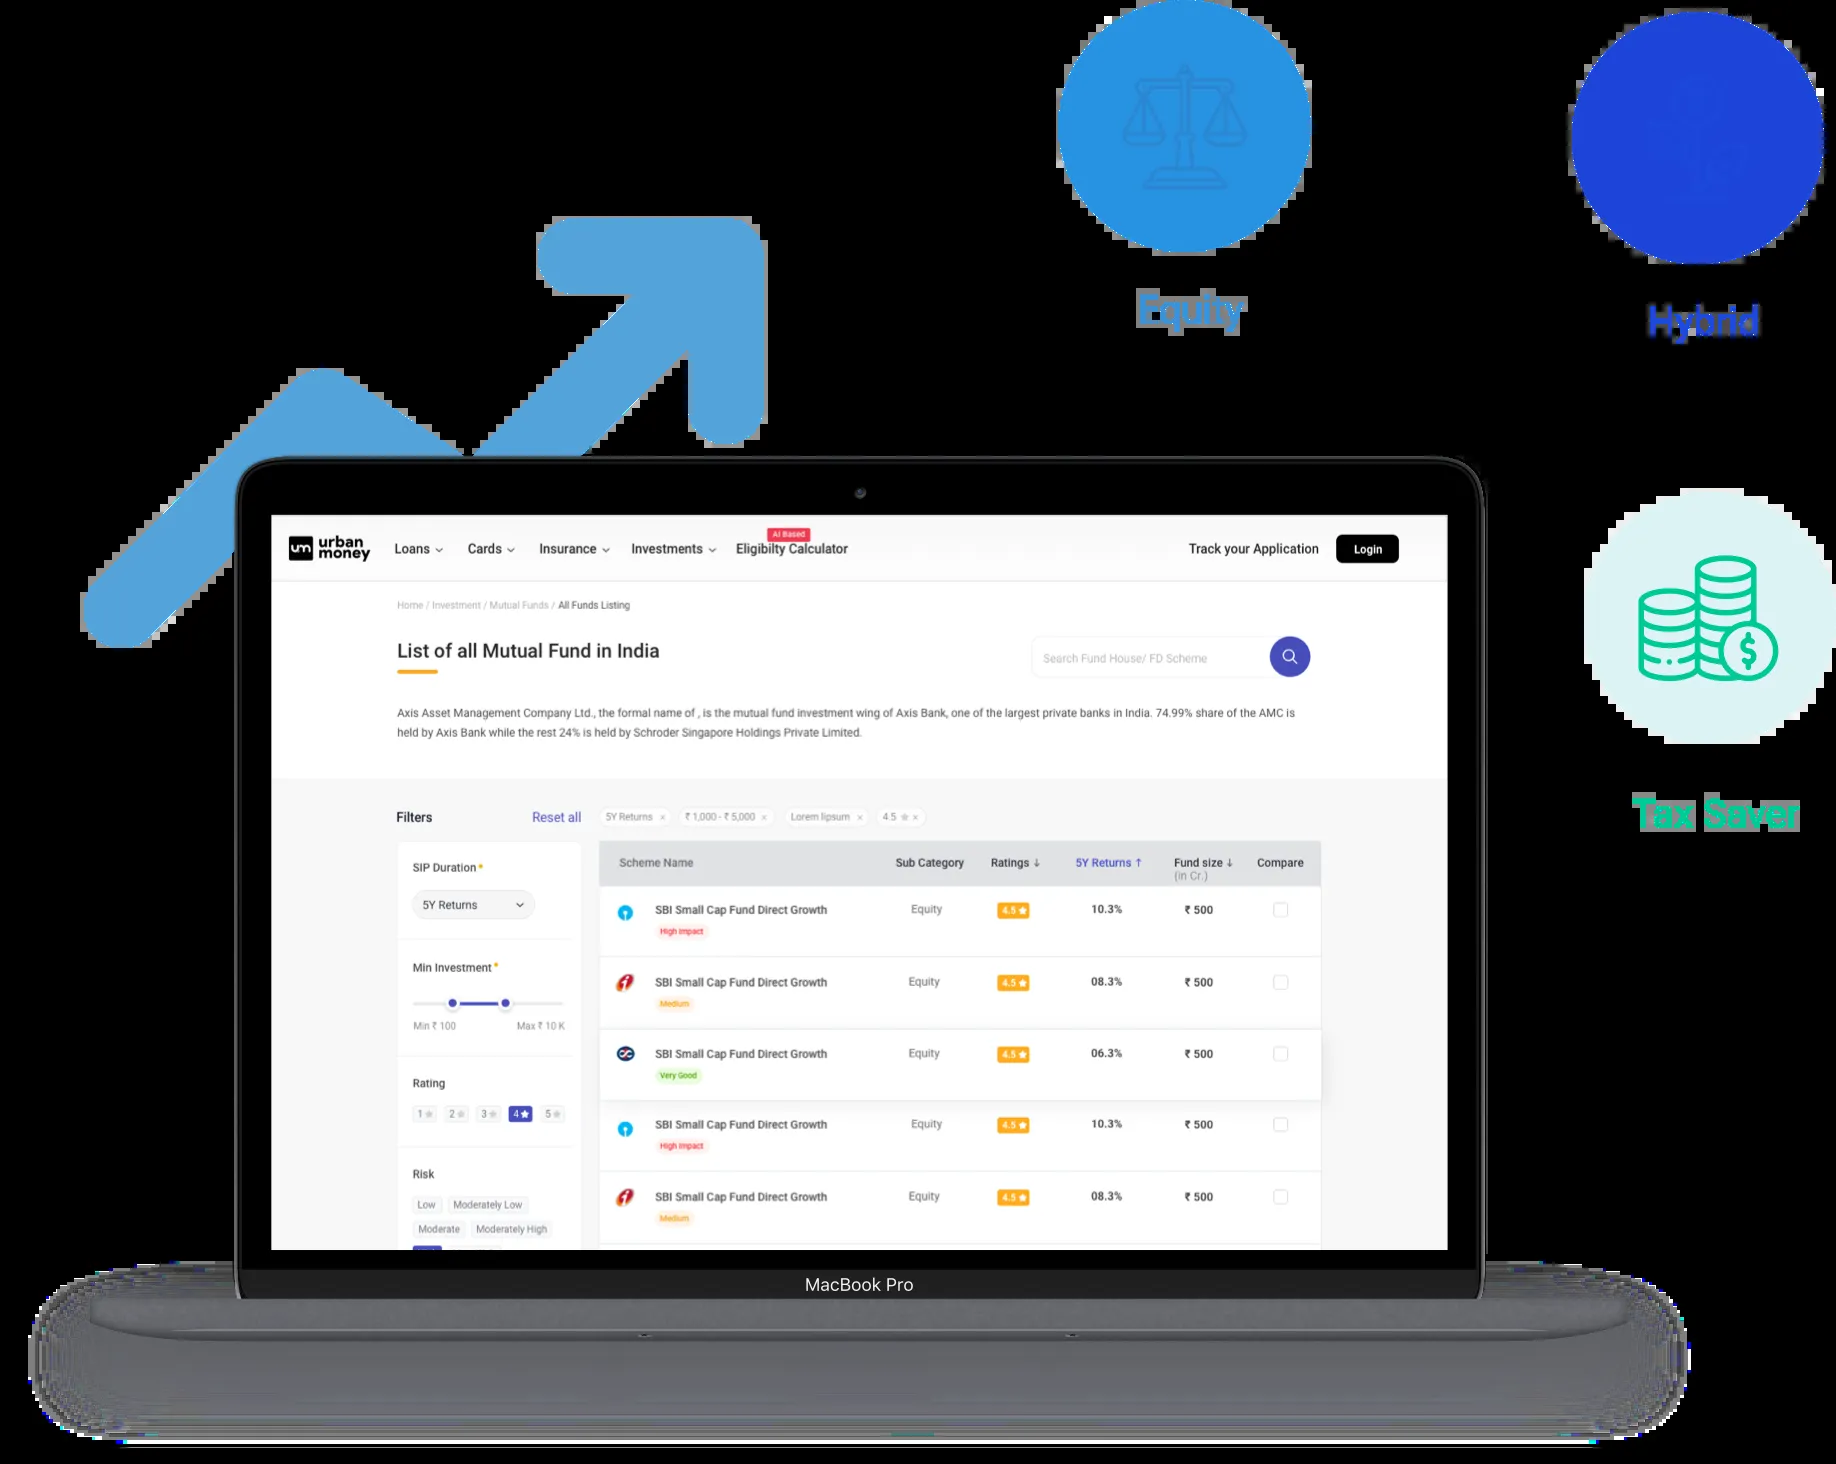 Equity
Hybrid
Tax Saver
urban money
Loans
Cards
Insurance
Investments
AI Based
Eligibilty Calculator
Track your Application
Login
Home / Investment / Mutual Funds / All Funds Listing
List of all Mutual Fund in India
Search Fund House/ FD Scheme
Axis Asset Management Company Ltd., the formal name of , is the mutual fund investment wing of Axis Bank, one of the largest private banks in India. 74.99% share of the AMC is
held by Axis Bank while the rest 24% is held by Schroder Singapore Holdings Private Limited.
Filters
Reset all
5Y Returns ×
₹ 1,000 - ₹ 5,000 ×
Lorem Iipsum ×
4.5 ★ ×
SIP Duration
5Y Returns
Min Investment
Min ₹ 100
Max ₹ 10 K
Rating
1★ 2★ 3★ 4★ 5★
Risk
Low Moderately Low
Moderate Moderately High
Scheme Name Sub Category Ratings ↓ 5Y Returns ↑ Fund size ↓ Compare
(in Cr.)
SBI Small Cap Fund Direct Growth Equity 4.5 ★ 10.3% ₹ 500
High Impact
SBI Small Cap Fund Direct Growth Equity 4.5 ★ 08.3% ₹ 500
Medium
SBI Small Cap Fund Direct Growth Equity 4.5 ★ 06.3% ₹ 500
Very Good
SBI Small Cap Fund Direct Growth Equity 4.5 ★ 10.3% ₹ 500
High Impact
SBI Small Cap Fund Direct Growth Equity 4.5 ★ 08.3% ₹ 500
Medium
MacBook Pro